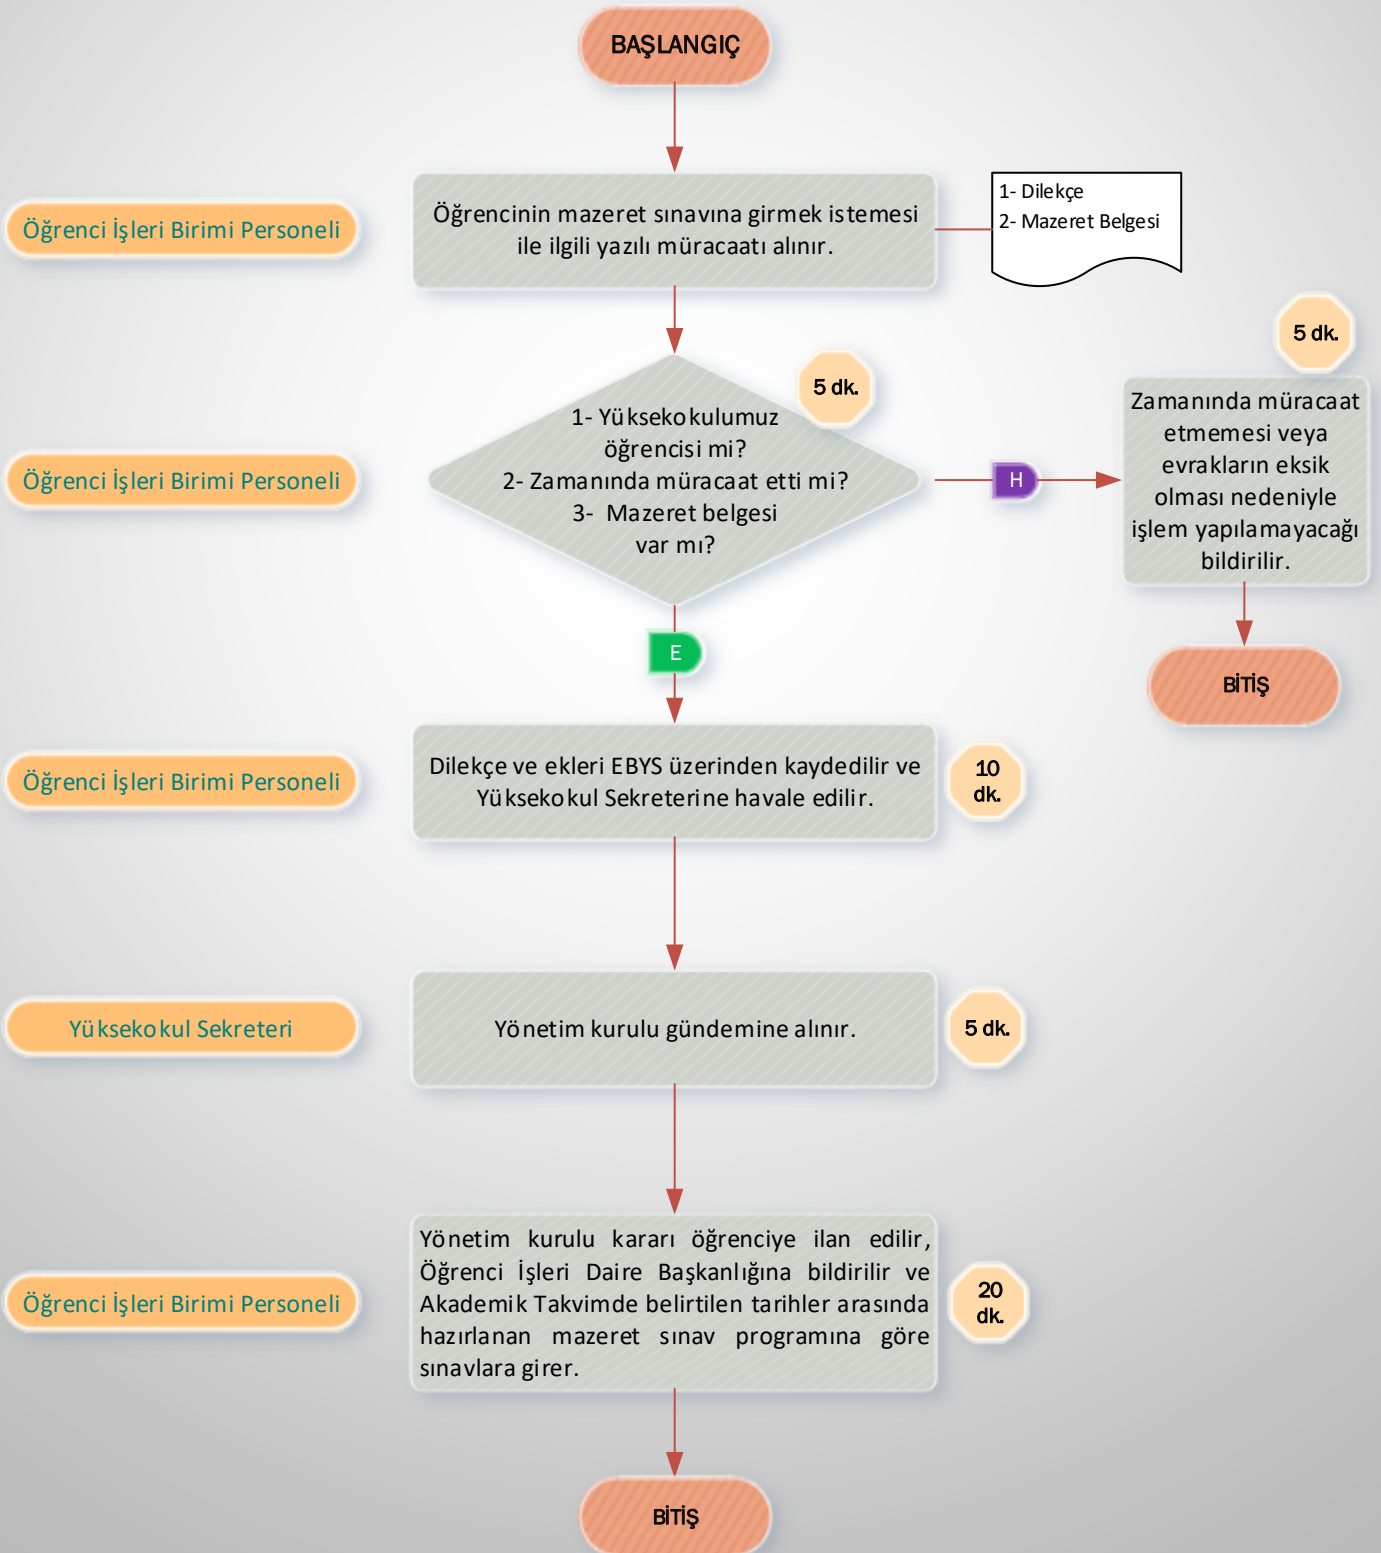 BAŞLANGIÇ
Öğrenci İşleri Birimi Personeli
Öğrencinin mazeret sınavına girmek istemesi
ile ilgili yazılı müracaatı alınır.
1- Dilekçe
2- Mazeret Belgesi
Öğrenci İşleri Birimi Personeli
1- Yüksekokulumuz
öğrencisi mi?
2- Zamanında müracaat etti mi?
3- Mazeret belgesi
var mı?
5 dk.
H
5 dk.
Zamanında müracaat
etmemesi veya
evrakların eksik
olması nedeniyle
işlem yapılamayacağı
bildirilir.
BİTİŞ
E
Öğrenci İşleri Birimi Personeli
Dilekçe ve ekleri EBYS üzerinden kaydedilir ve
Yüksekokul Sekreterine havale edilir.
10
dk.
Yüksekokul Sekreteri
Yönetim kurulu gündemine alınır.
5 dk.
Öğrenci İşleri Birimi Personeli
Yönetim kurulu kararı öğrenciye ilan edilir,
Öğrenci İşleri Daire Başkanlığına bildirilir ve
Akademik Takvimde belirtilen tarihler arasında
hazırlanan mazeret sınav programına göre
sınavlara girer.
20
dk.
BİTİŞ